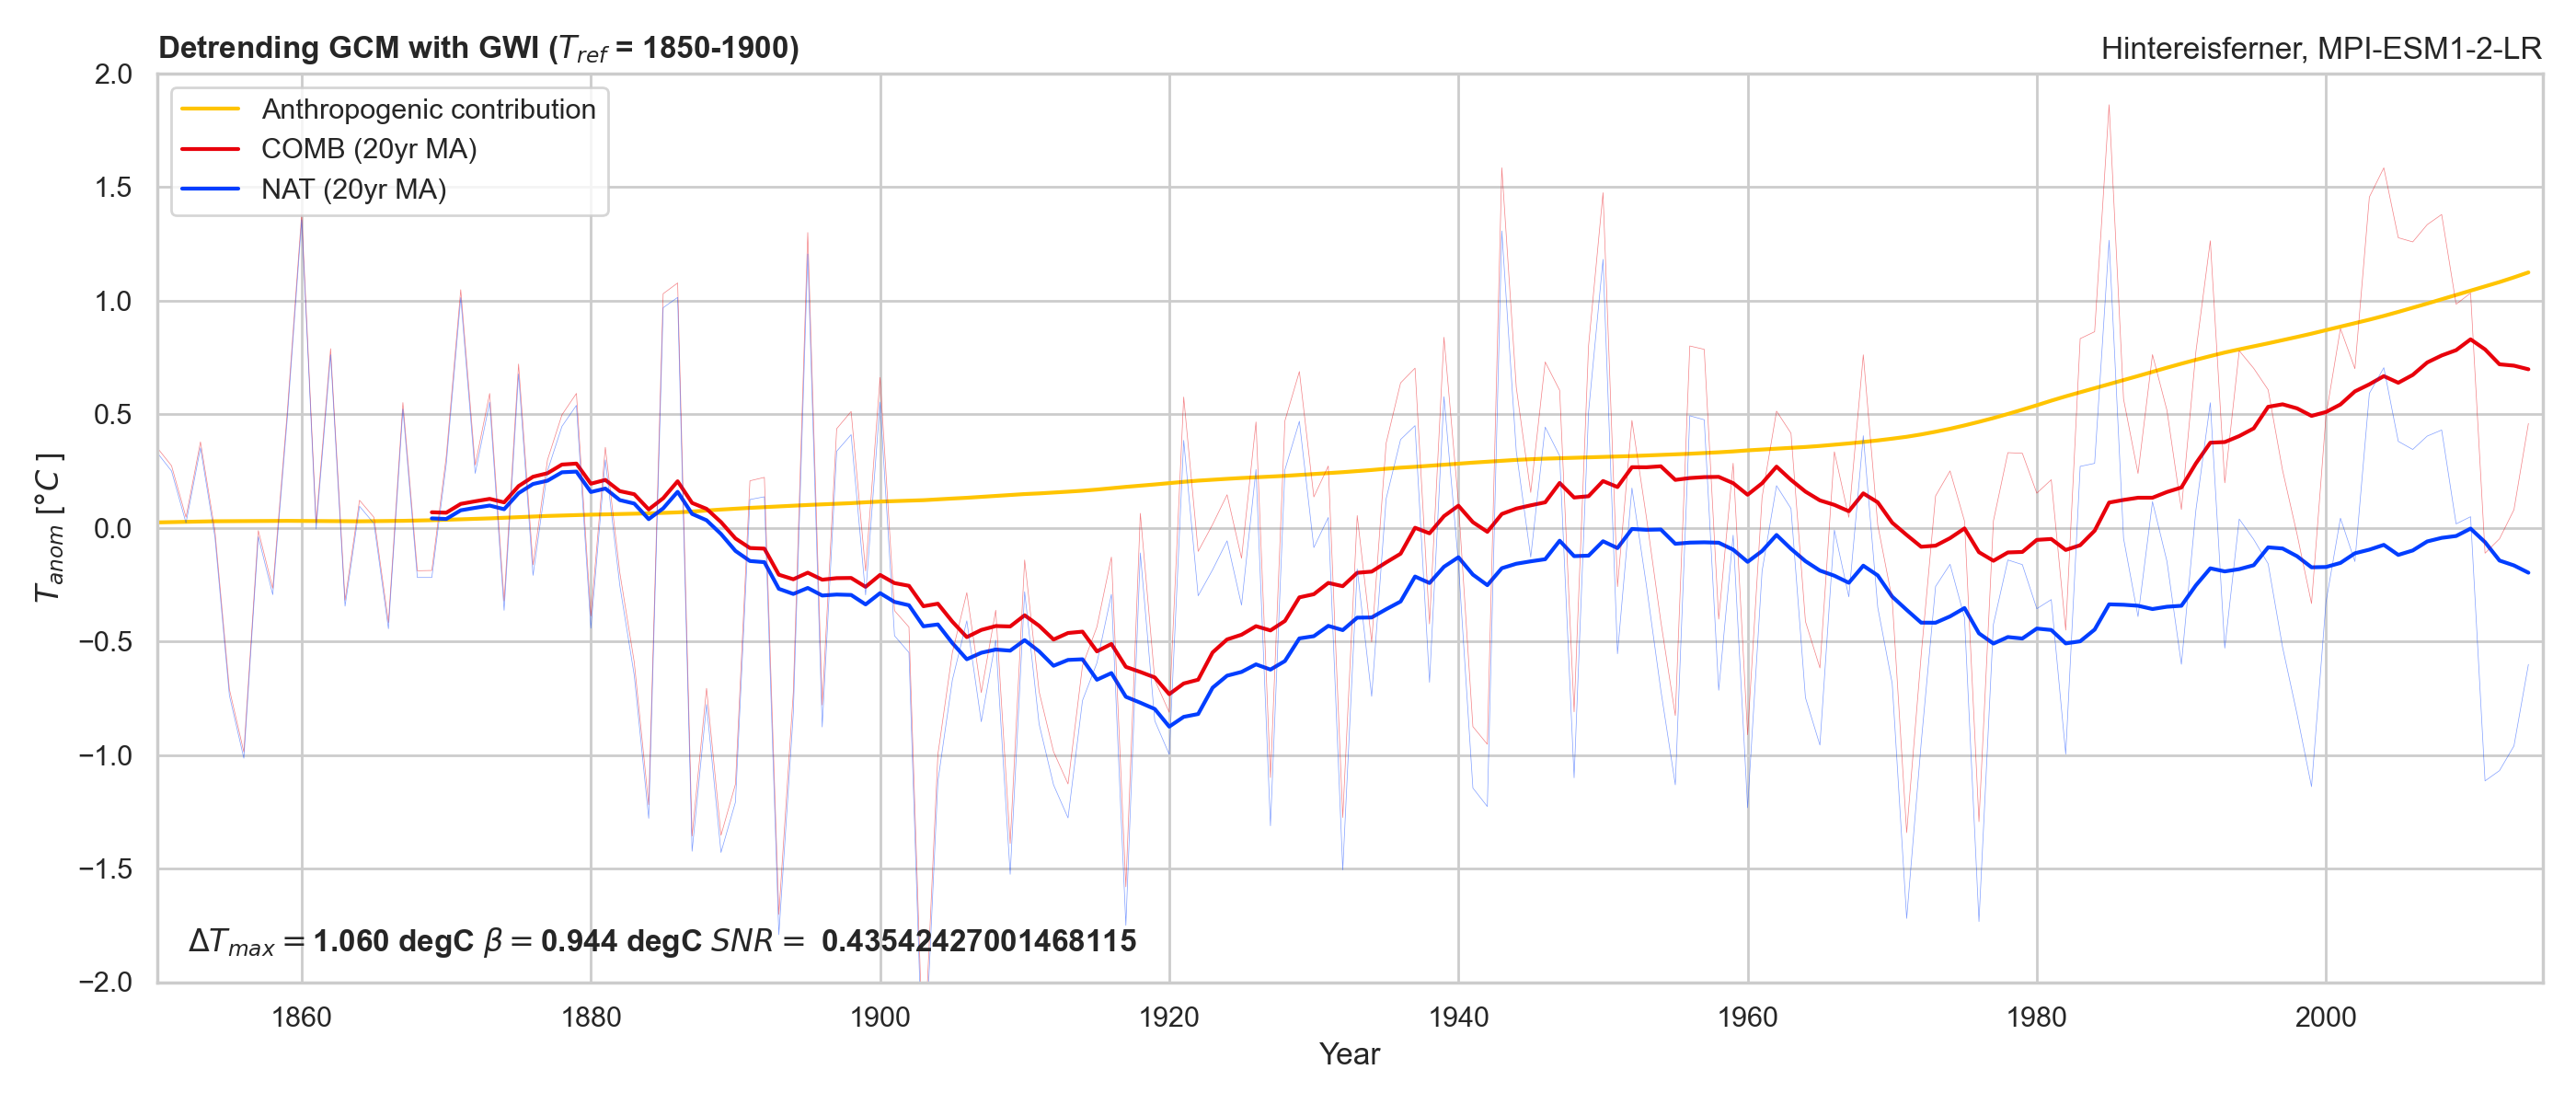 Detrending GCM with GWI (T_ref = 1850-1900)
Hintereisferner, MPI-ESM1-2-LR
Anthropogenic contribution
COMB (20yr MA)
NAT (20yr MA)
2.0
1.5
1.0
0.5
0.0
−0.5
−1.0
−1.5
−2.0
T_anom [°C ]
ΔT_max = 1.060 degC β = 0.944 degC SNR = 0.43542427001468115
1860 1880 1900 1920 1940 1960 1980 2000
Year